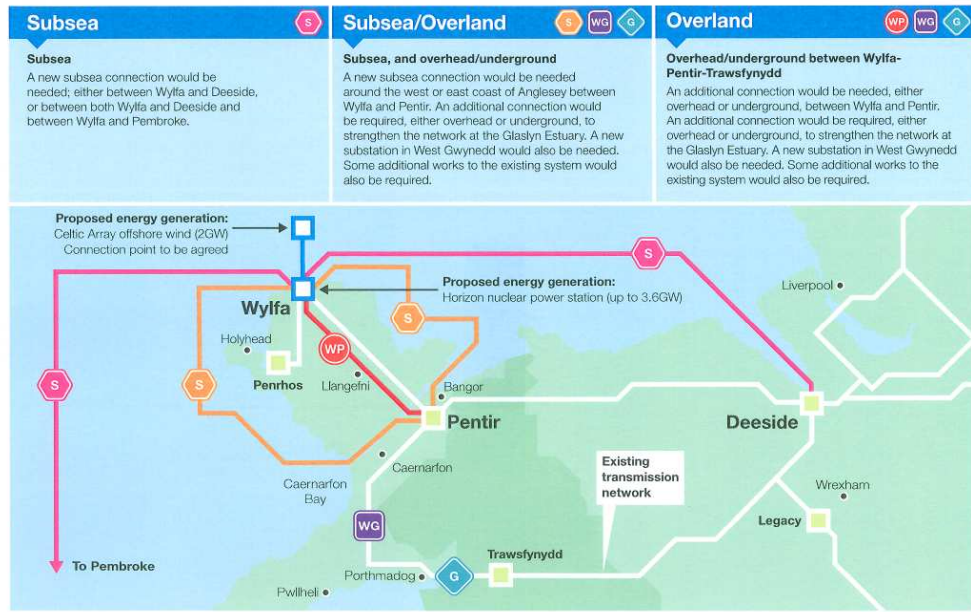 Subsea
S
Subsea
A new subsea connection would be
needed; either between Wylfa and Deeside,
or between both Wylfa and Deeside and
between Wylfa and Pembroke.
Subsea/Overland
S WG G
Subsea, and overhead/underground
A new subsea connection would be needed
around the west or east coast of Anglesey between
Wylfa and Pentir. An additional connection would
be required, either overhead or underground, to
strengthen the network at the Glaslyn Estuary. A new
substation in West Gwynedd would also be needed.
Some additional works to the existing system would
also be required.
Overland
WP WG G
Overhead/underground between Wylfa-
Pentir-Trawsfynydd
An additional connection would be needed, either
overhead or underground, between Wylfa and Pentir.
An additional connection would be required, either
overhead or underground, to strengthen the network at
the Glaslyn Estuary. A new substation in West Gwynedd
would also be needed. Some additional works to the
existing system would also be required.
Proposed energy generation:
Celtic Array offshore wind (2GW)
Connection point to be agreed
S
Proposed energy generation:
Horizon nuclear power station (up to 3.6GW)
Liverpool
Wylfa
S
Holyhead
WP
Penrhos
Llangefni
S
S
Bangor
Pentir
Deeside
Caernarfon
Caernarfon
Bay
Existing
transmission
network
Wrexham
WG
Legacy
Trawsfynydd
To Pembroke
Porthmadog
G
Pwllheli